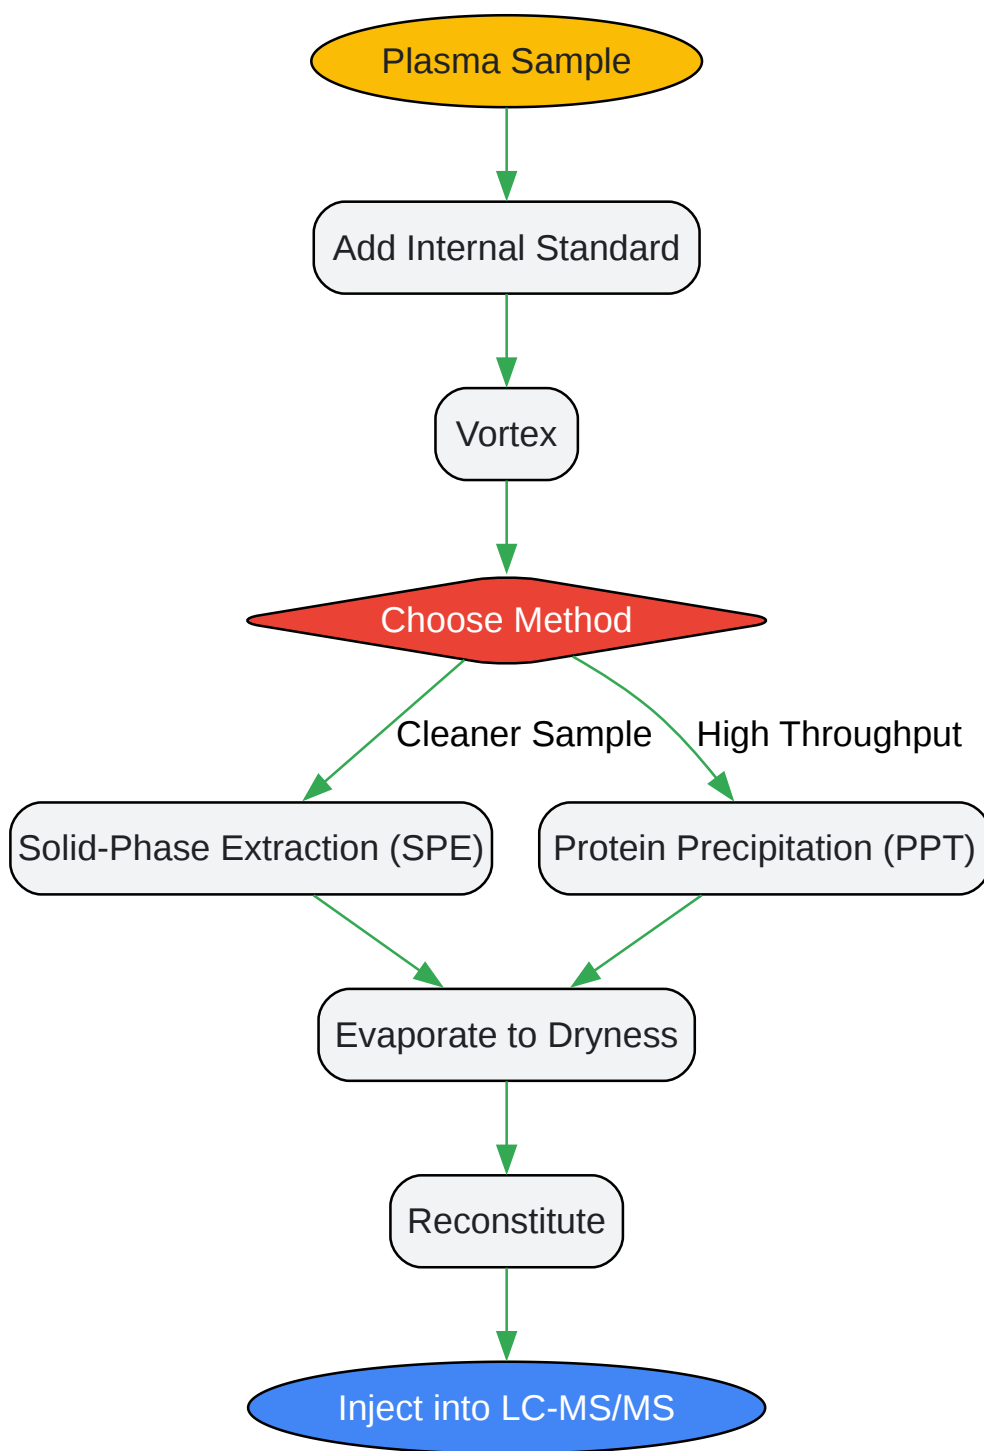 Plasma Sample
Add Internal Standard
Vortex
Choose Method
Cleaner Sample
High Throughput
Solid-Phase Extraction (SPE)
Protein Precipitation (PPT)
Evaporate to Dryness
Reconstitute
Inject into LC-MS/MS